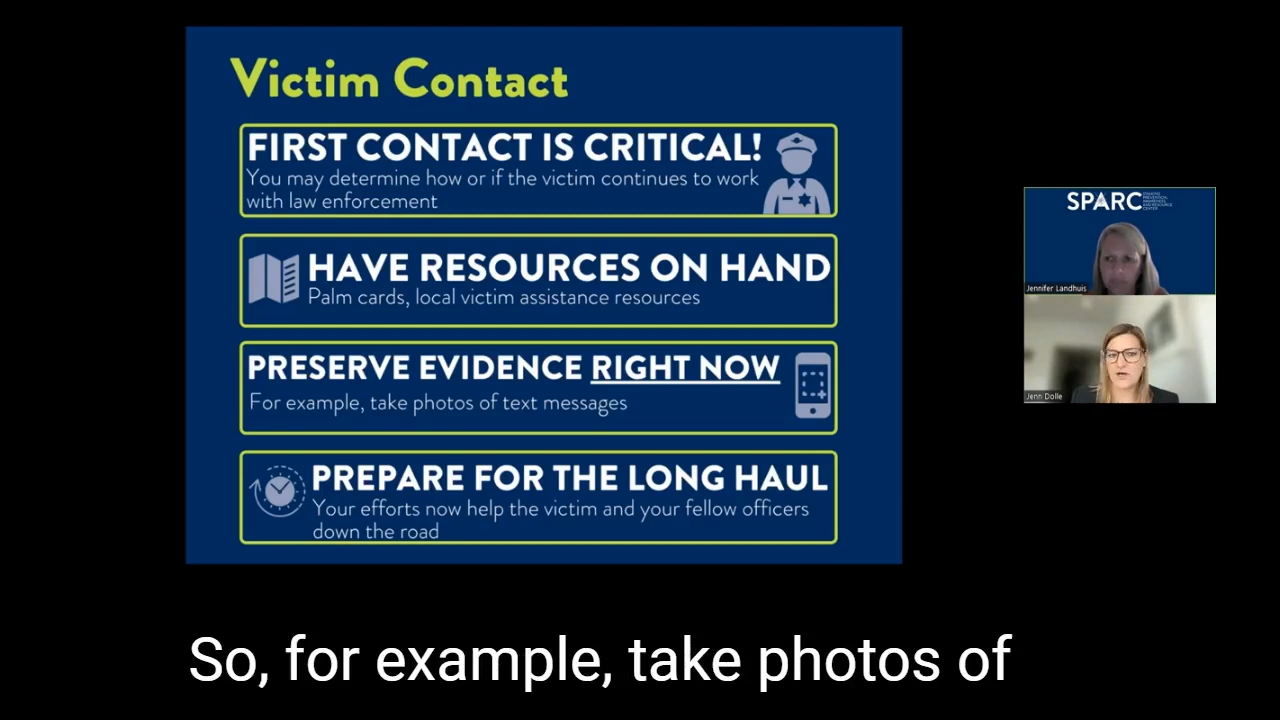 Victim Contact
FIRST CONTACT IS CRITICAL!
You may determine how or if the victim continues to work
with law enforcement
HAVE RESOURCES ON HAND
Palm cards, local victim assistance resources
PRESERVE EVIDENCE RIGHT NOW
For example, take photos of text messages
PREPARE FOR THE LONG HAUL
Your efforts now help the victim and your fellow officers
down the road
SPARC
Jennifer Landhuis
Jenn Dolle
So, for example, take photos of